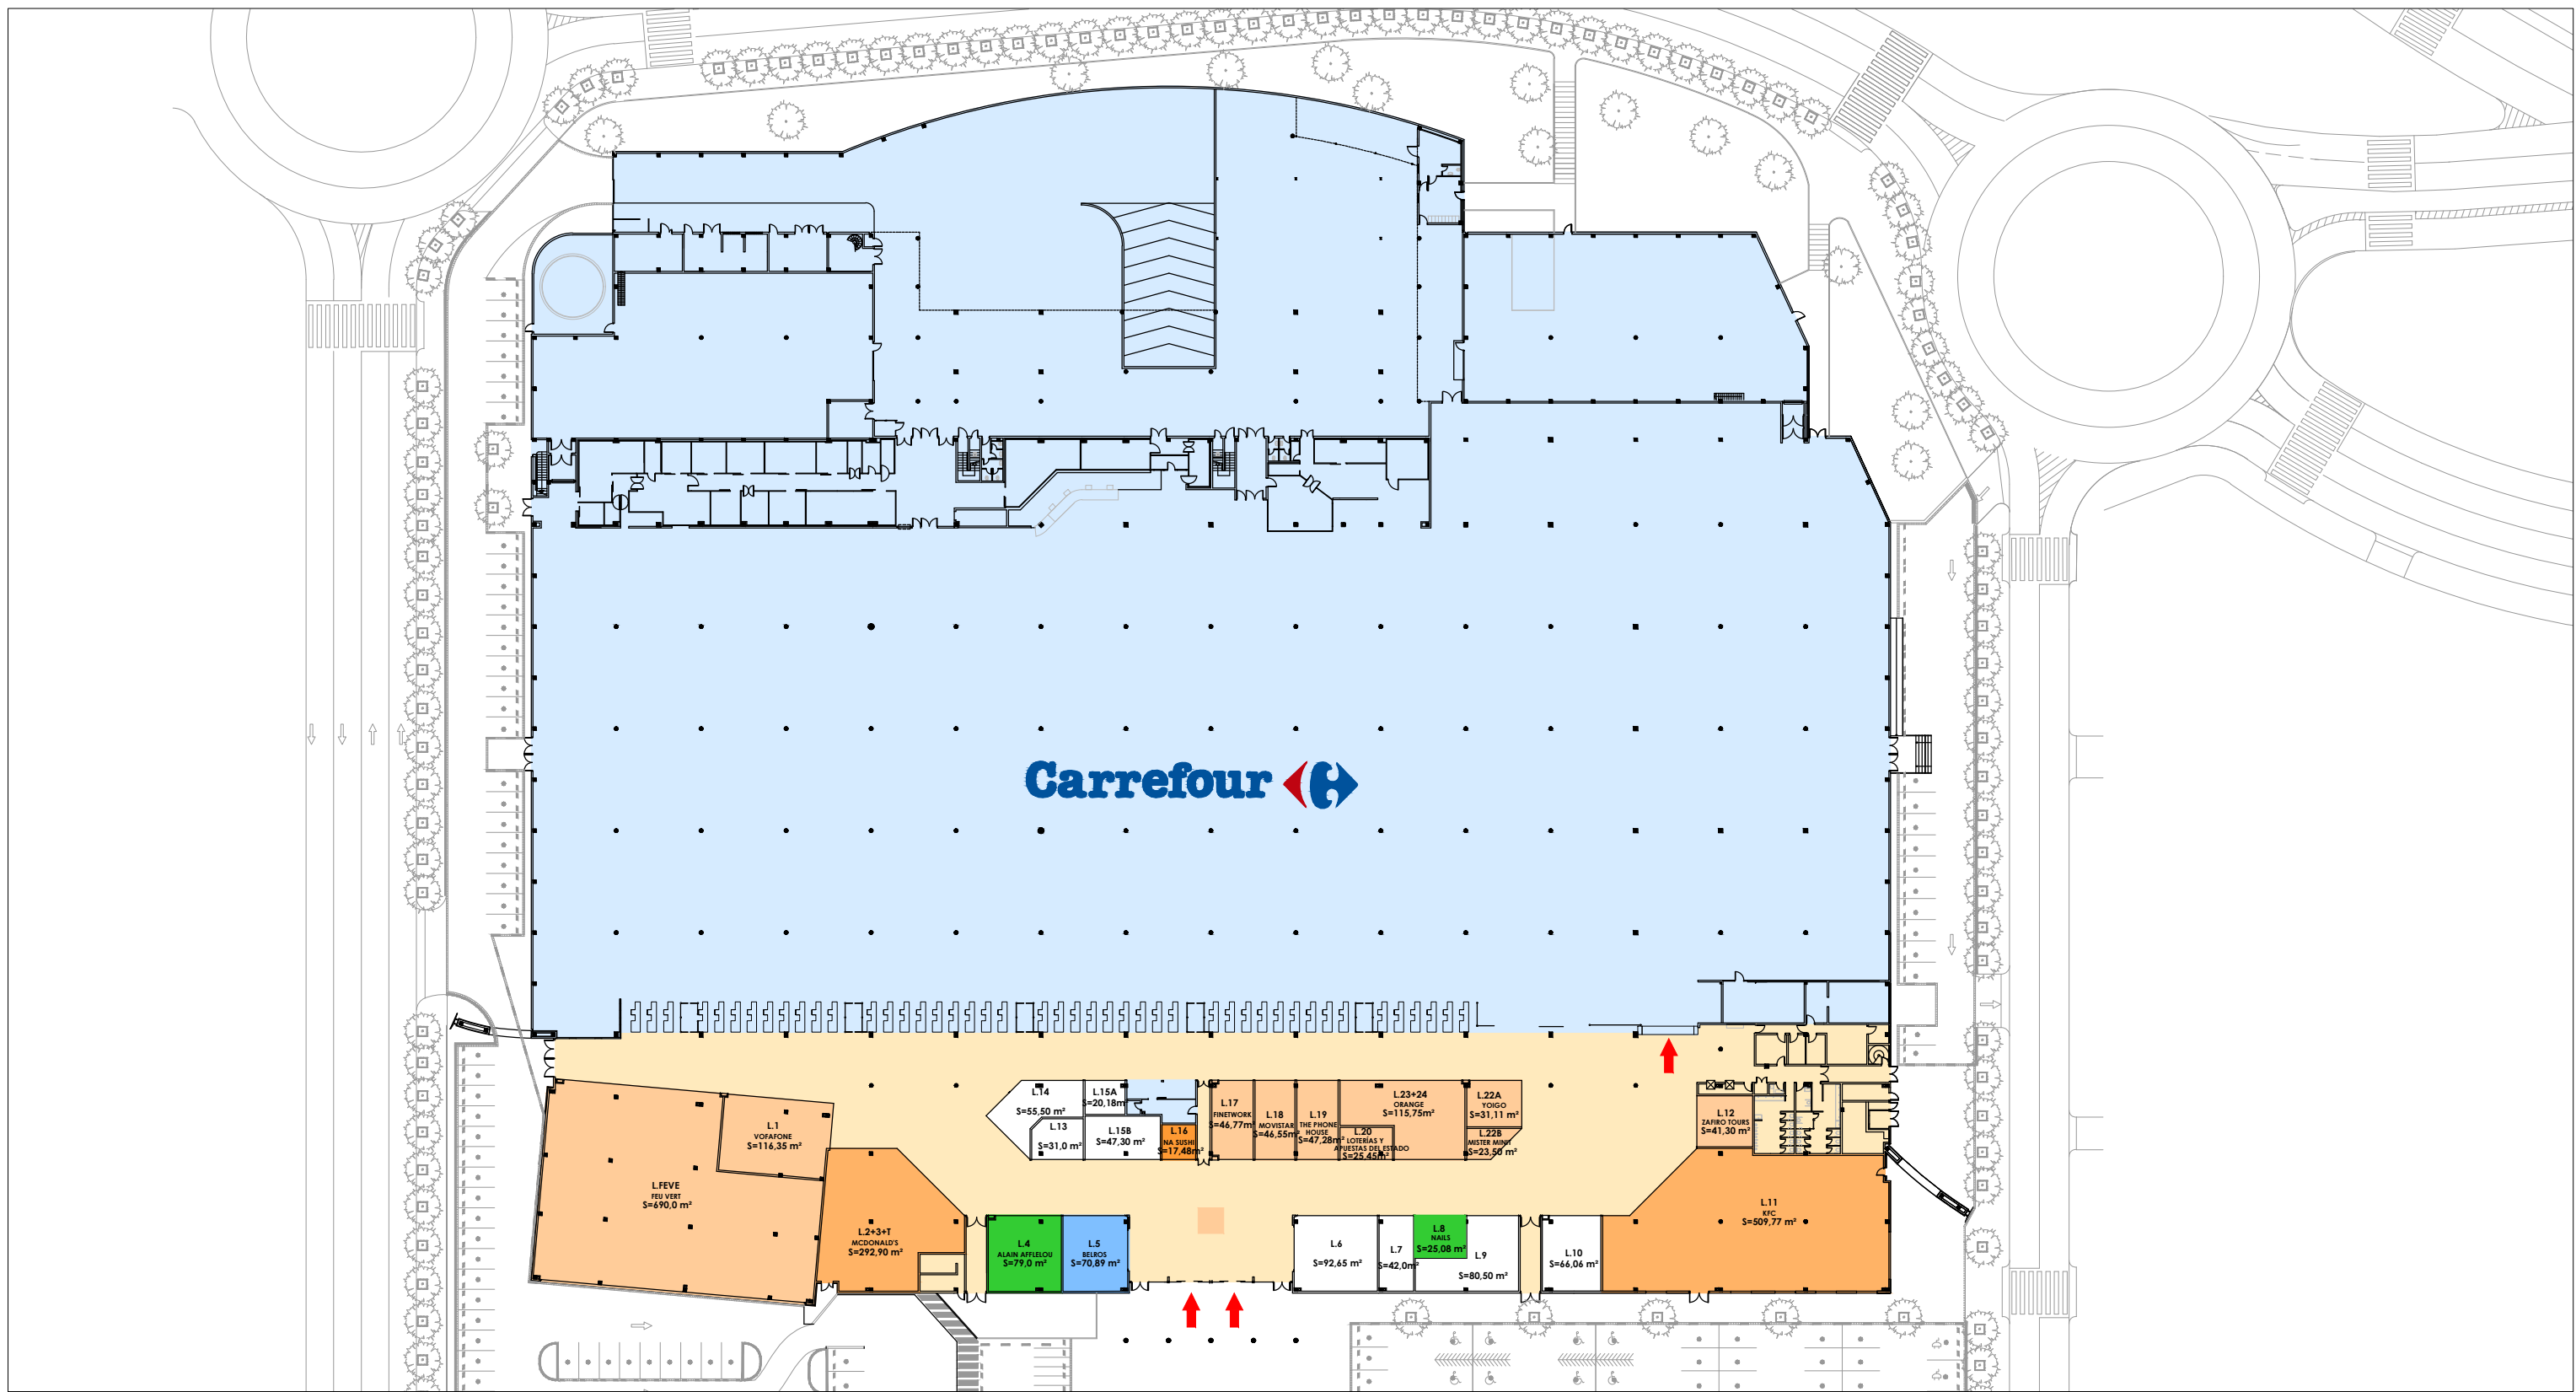 Carrefour
L.14
S=55,50 m²
L.13
S=31,0 m²
L.15A
S=20,18m²
L.15B
S=47,30 m²
L.16
NA SUSHI
S=17,48m²
L.17
FINETWORK
S=46,77m²
L.18
MOVISTAR
S=46,55m²
L.19
THE PHONE
HOUSE
S=47,28m²
L.23+24
ORANGE
S=115,75m²
L.20
LOTERÍAS Y
APUESTAS DEL ESTADO
S=25,45m²
L.22A
YOIGO
S=31,11 m²
L.22B
MISTER MINIT
S=23,50 m²
L.12
ZAFIRO TOURS
S=41,30 m²
L.1
VOFAFONE
S=116,35 m²
L.FEVE
FEU VERT
S=690,0 m²
L.2+3+T
MCDONALD'S
S=292,90 m²
L.4
ALAIN AFFLELOU
S=79,0 m²
L.5
BELROS
S=70,89 m²
L.6
S=92,65 m²
L.7
S=42,0m²
L.8
NAILS
S=25,08 m²
L.9
S=80,50 m²
L.10
S=66,06 m²
L.11
KFC
S=509,77 m²